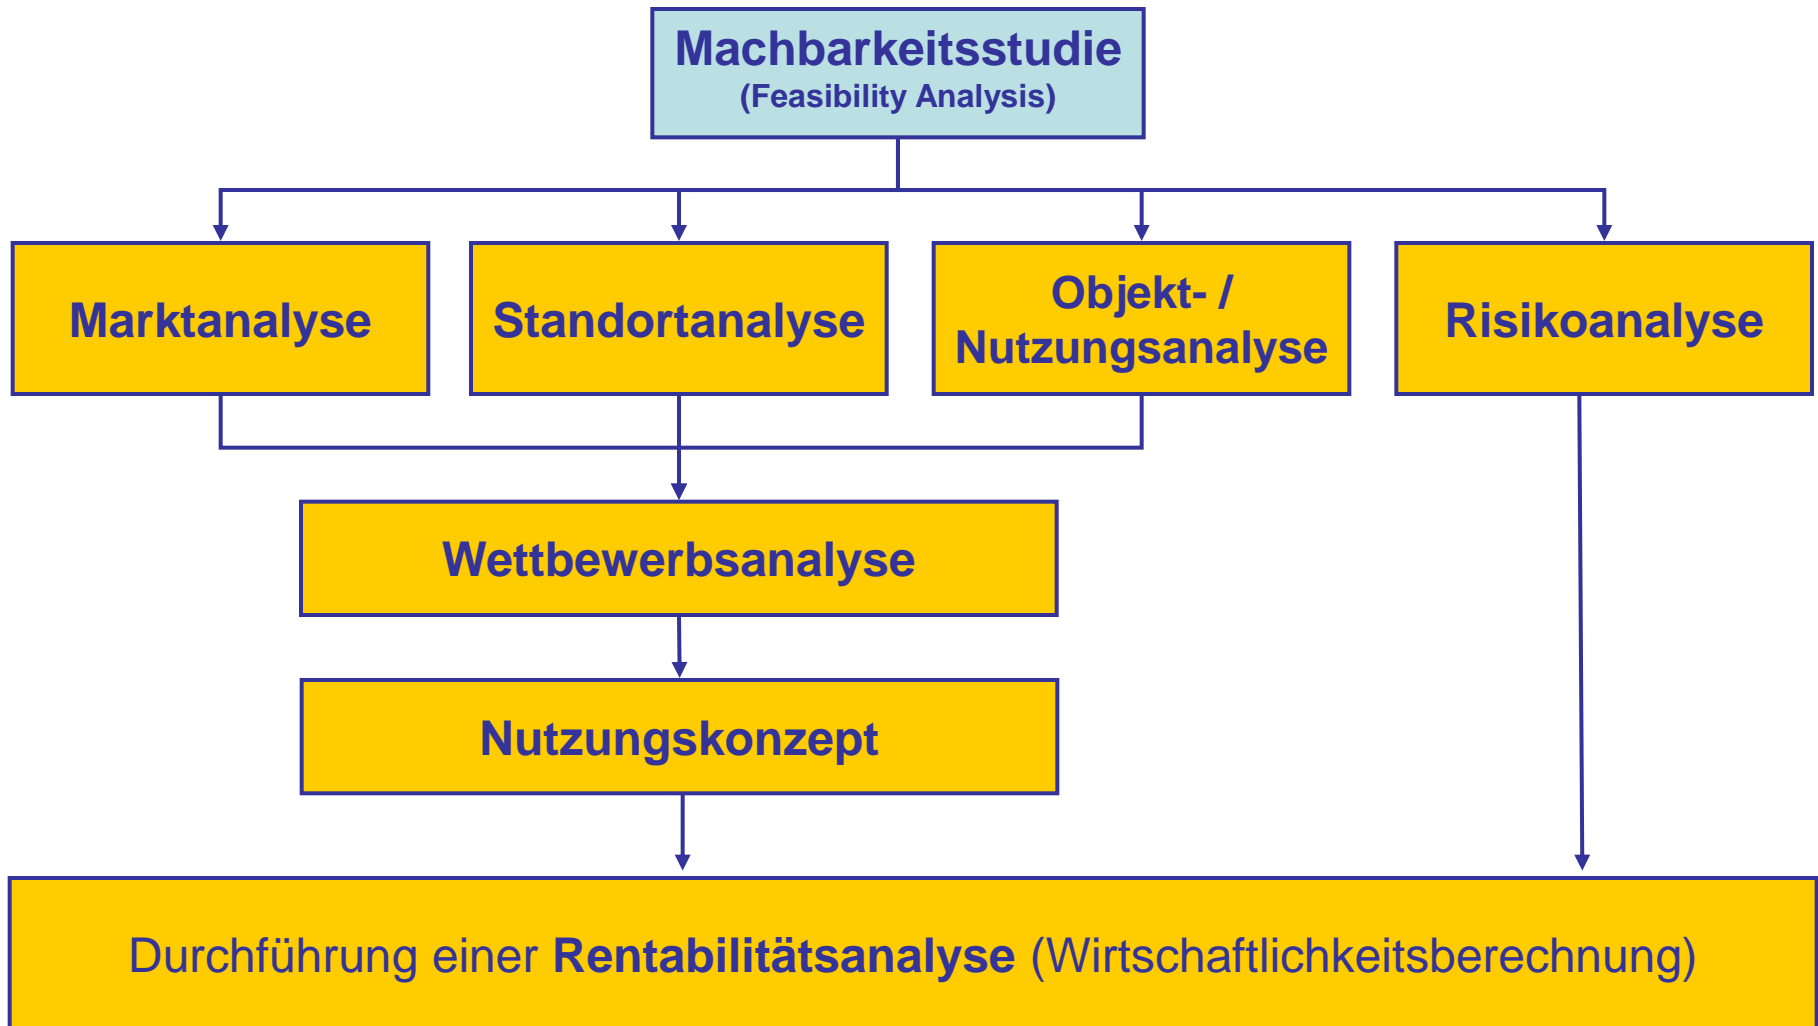 Machbarkeitsstudie
(Feasibility Analysis)
Marktanalyse
Standortanalyse
Objekt- /
Nutzungsanalyse
Risikoanalyse
Wettbewerbsanalyse
Nutzungskonzept
Durchführung einer Rentabilitätsanalyse (Wirtschaftlichkeitsberechnung)